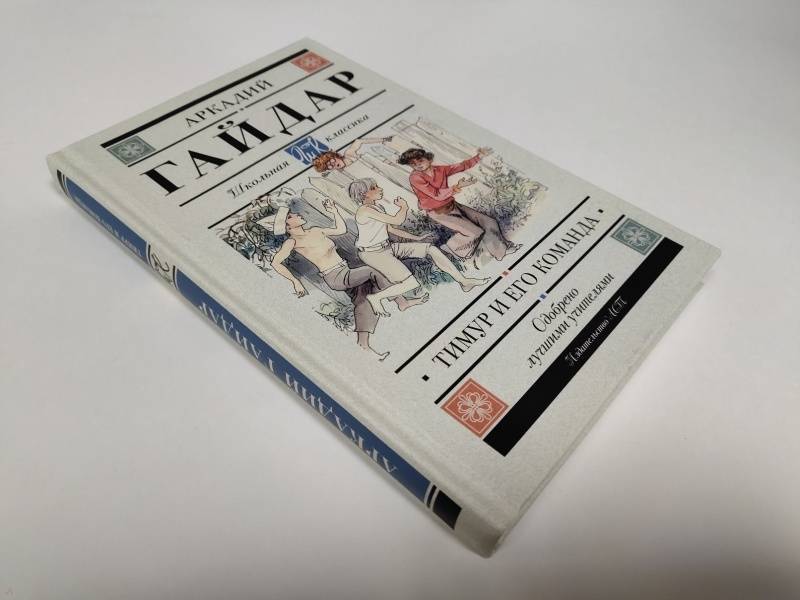 АРКАДИЙ
ГАЙДАР
Школьная классика
ТИМУР И ЕГО КОМАНДА
Одобрено
лучшими учителями
Издательство АСТ
АРКАДИЙ ГАЙДАР